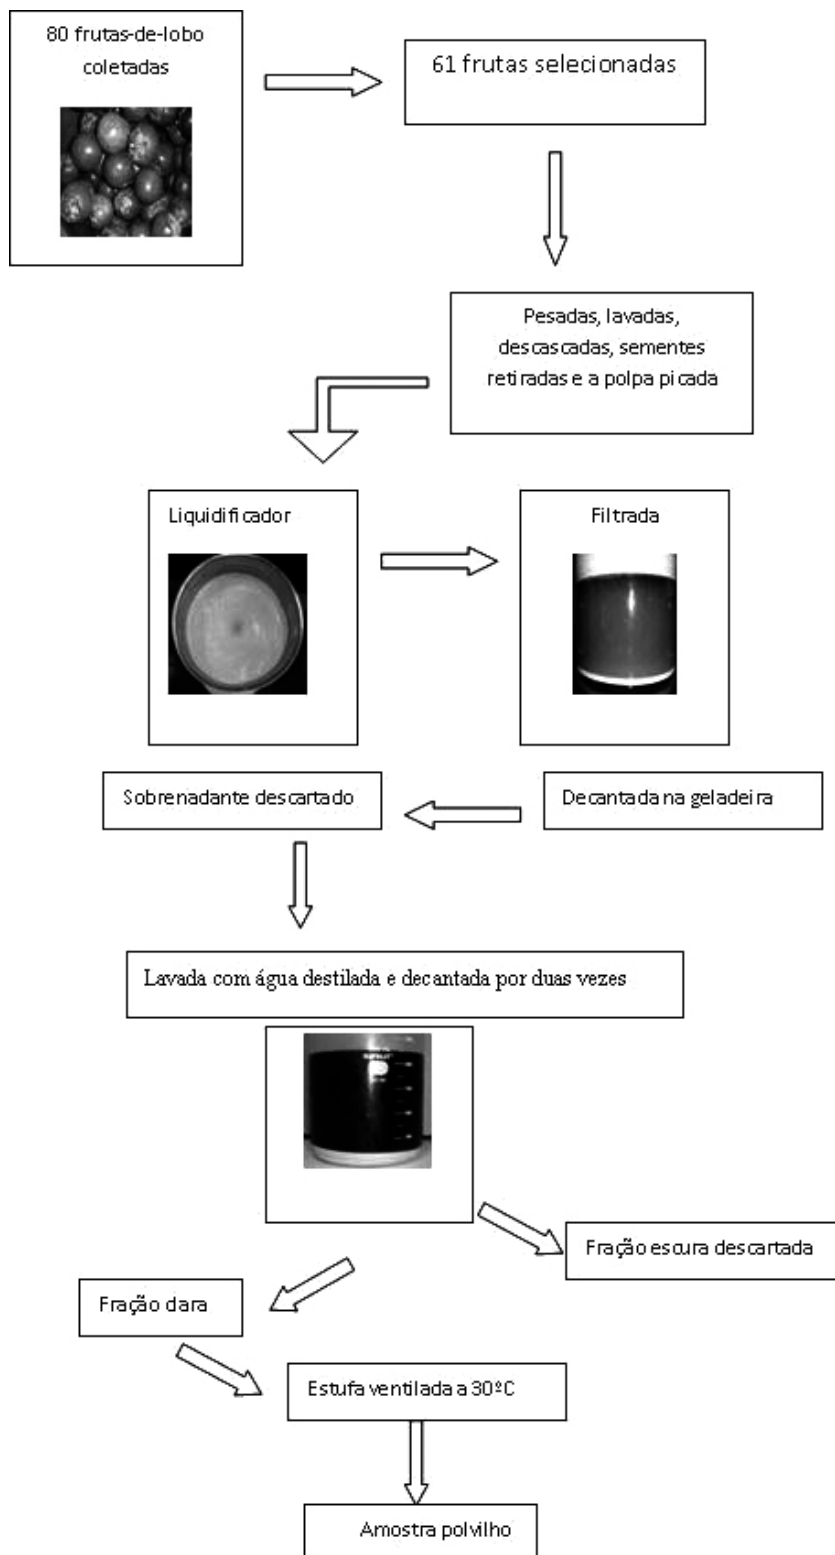 80 frutas-de-lobo
coletadas
61 frutas selecionadas
Pesadas, lavadas,
descascadas, sementes
retiradas e a polpa picada
Liquidificador
Filtrada
Sobrenadante descartado
Decantada na geladeira
Lavada com água destilada e decantada por duas vezes
Fração escura descartada
Fração clara
Estufa ventilada a 30ºC
Amostra polvilho